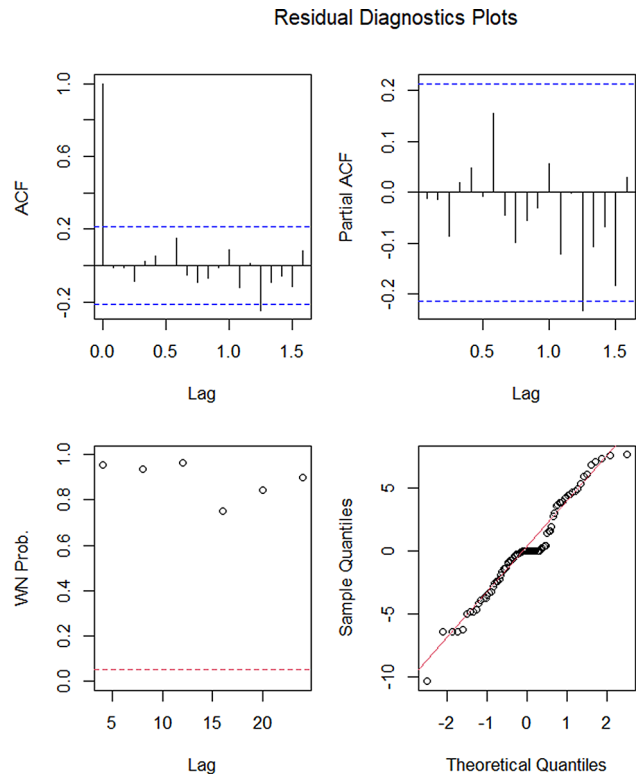 Residual Diagnostics Plots
ACF
1.0
0.6
0.2
-0.2
0.0 0.5 1.0 1.5
Lag
Partial ACF
0.2
0.1
0.0
-0.1
-0.2
0.5 1.0 1.5
Lag
WN Prob.
1.0
0.8
0.6
0.4
0.2
0.0
5 10 15 20
Lag
Sample Quantiles
5
0
-5
-10
-2 -1 0 1 2
Theoretical Quantiles